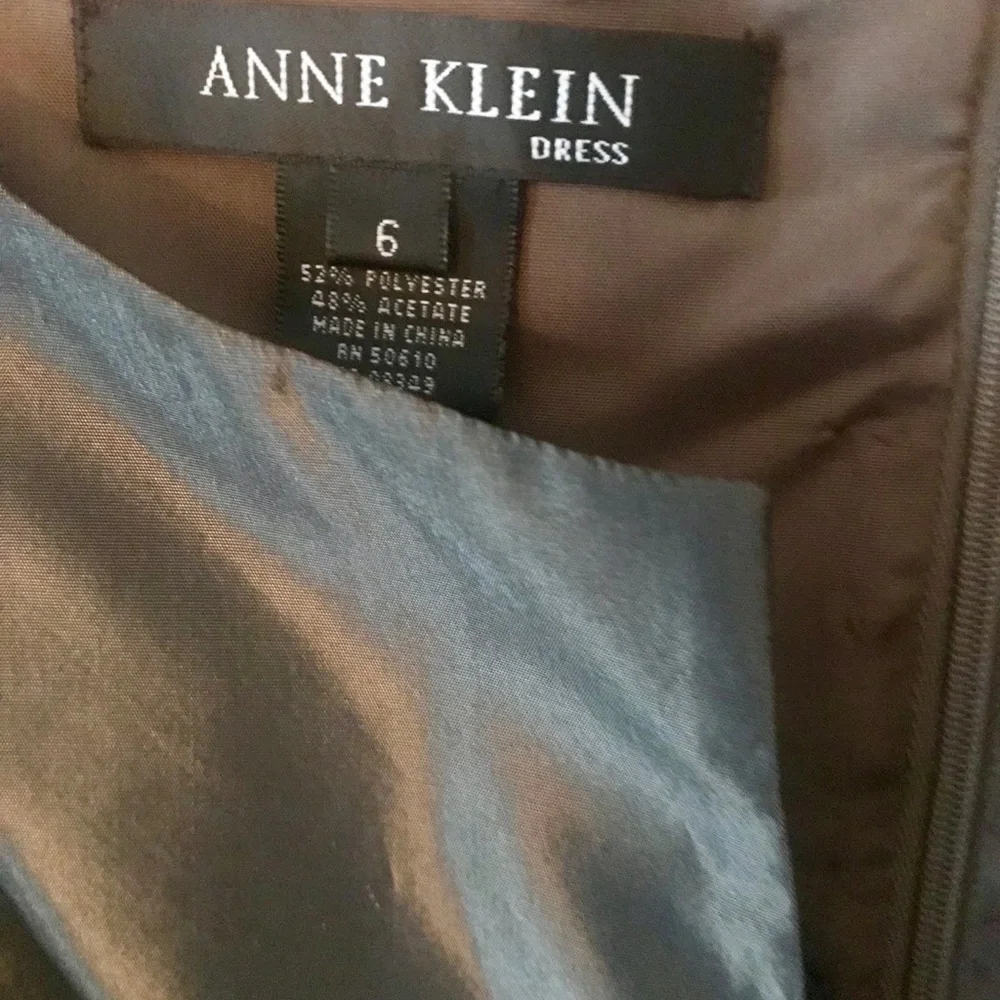 ANNE KLEIN
DRESS
6
52% POLYESTER
48% ACETATE
MADE IN CHINA
RN 50610